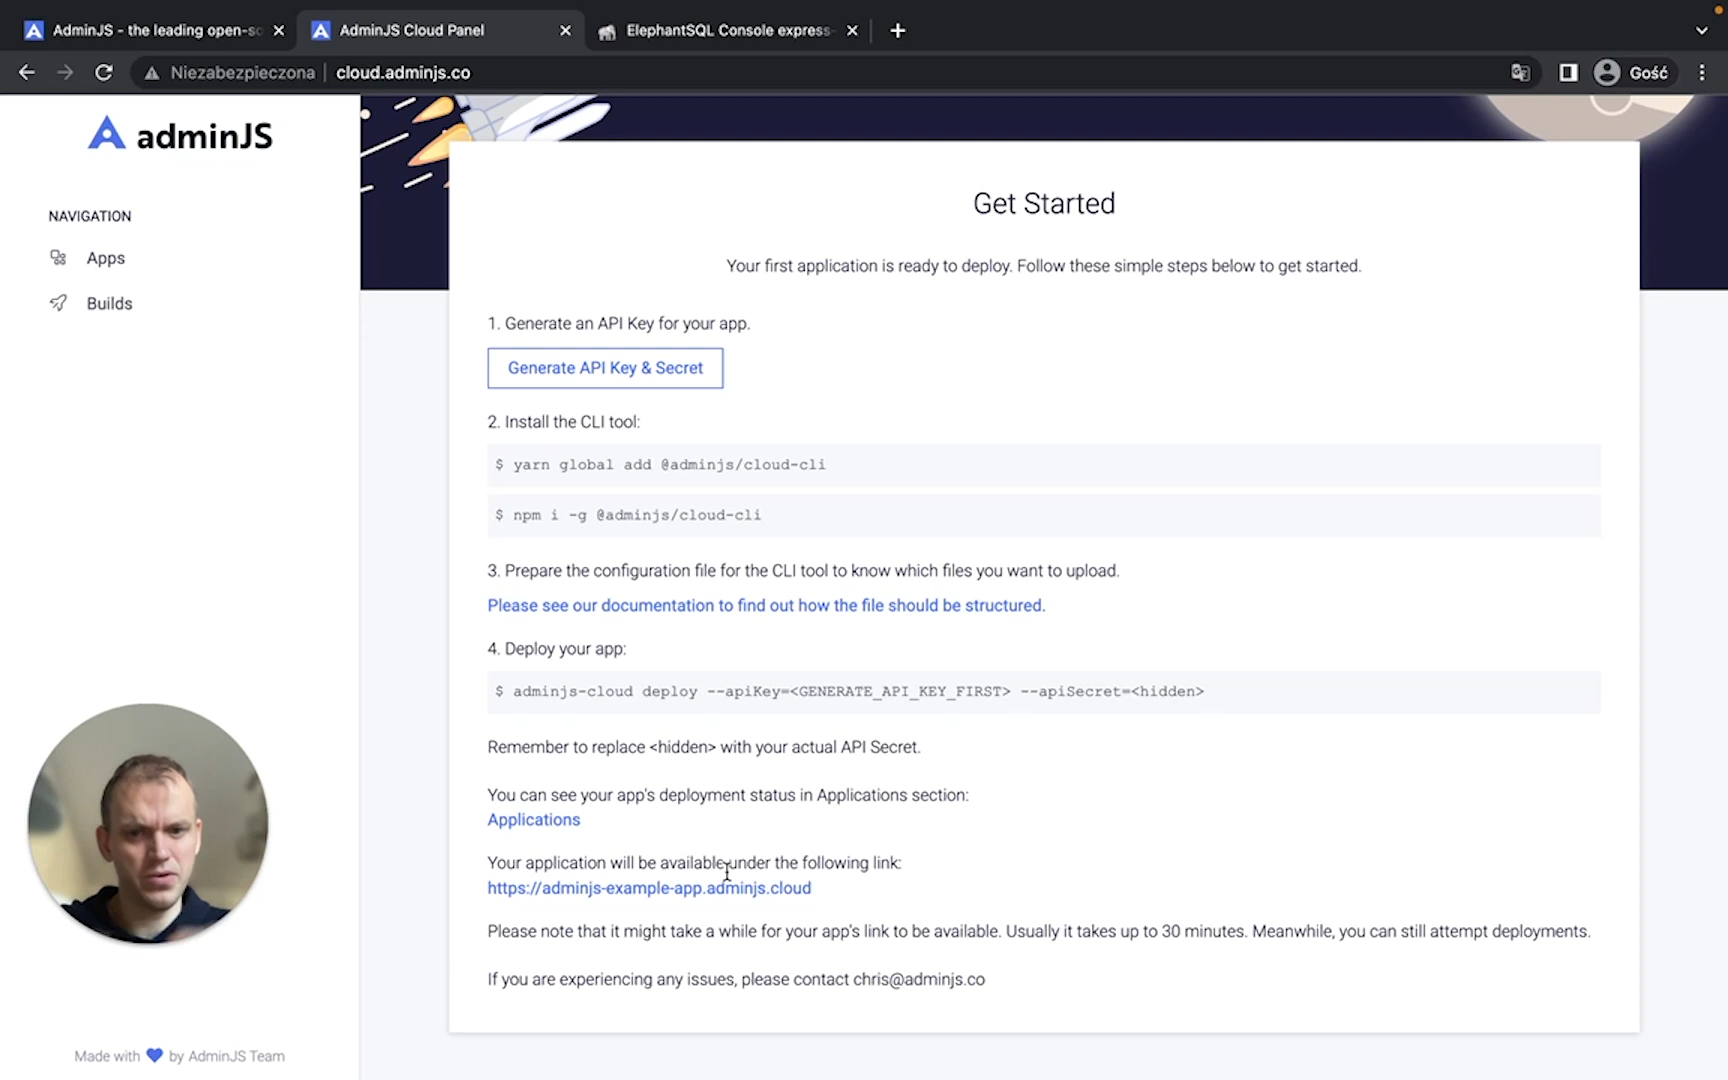 AdminJS - the leading open-so
AdminJS Cloud Panel
ElephantSQL Console express-
Niezabezpieczona
cloud.adminjs.co
Gość
adminJS
NAVIGATION
Apps
Builds
Made with by AdminJS Team
Get Started
Your first application is ready to deploy. Follow these simple steps below to get started.
1. Generate an API Key for your app.
Generate API Key & Secret
2. Install the CLI tool:
$ yarn global add @adminjs/cloud-cli
$ npm i -g @adminjs/cloud-cli
3. Prepare the configuration file for the CLI tool to know which files you want to upload.
Please see our documentation to find out how the file should be structured.
4. Deploy your app:
$ adminjs-cloud deploy --apiKey=<GENERATE_API_KEY_FIRST> --apiSecret=<hidden>
Remember to replace <hidden> with your actual API Secret.
You can see your app's deployment status in Applications section:
Applications
Your application will be available under the following link:
https://adminjs-example-app.adminjs.cloud
Please note that it might take a while for your app's link to be available. Usually it takes up to 30 minutes. Meanwhile, you can still attempt deployments.
If you are experiencing any issues, please contact chris@adminjs.co